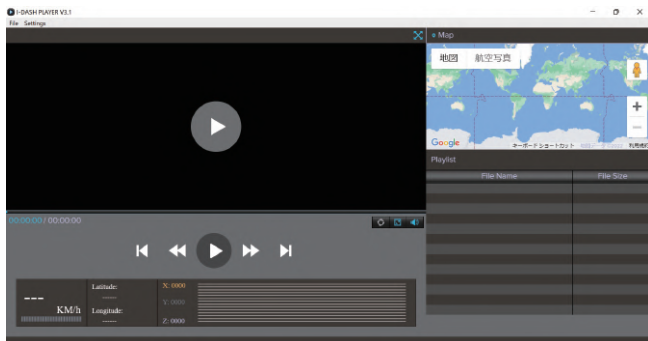 I-DASH PLAYER V3.1
File Settings
Map
地図 航空写真
Google
キーボード ショートカット
Playlist
File Name File Size
00:00:00 / 00:00:00
---
KM/h
Latitude:
-----
Longitude:
-----
X: 0000
Y: 0000
Z: 0000